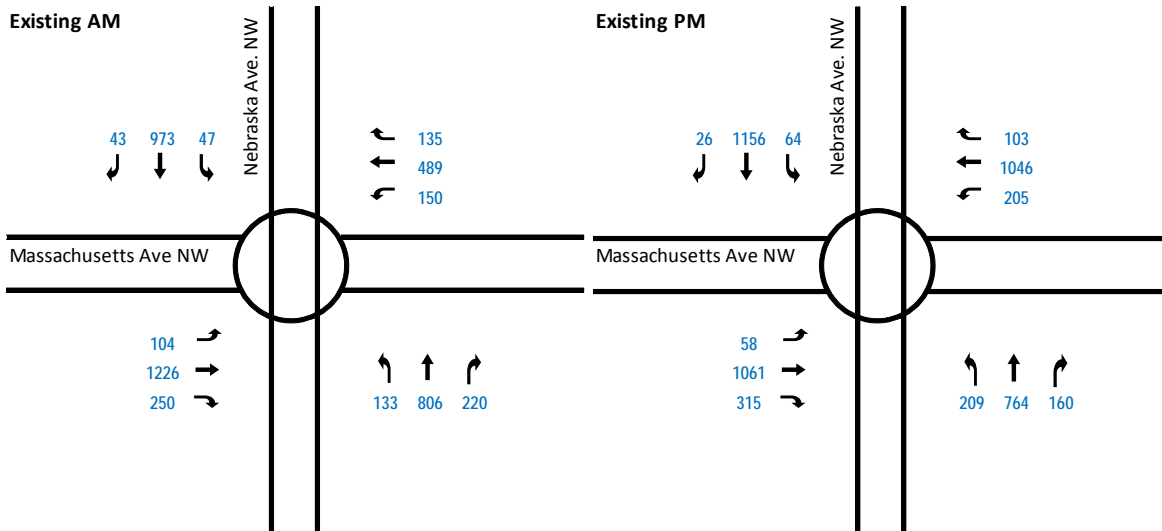 Existing AM
Nebraska Ave. NW
43 973 47
135
489
150
Massachusetts Ave NW
104
1226
250
133 806 220
Existing PM
Nebraska Ave. NW
26 1156 64
103
1046
205
Massachusetts Ave NW
58
1061
315
209 764 160